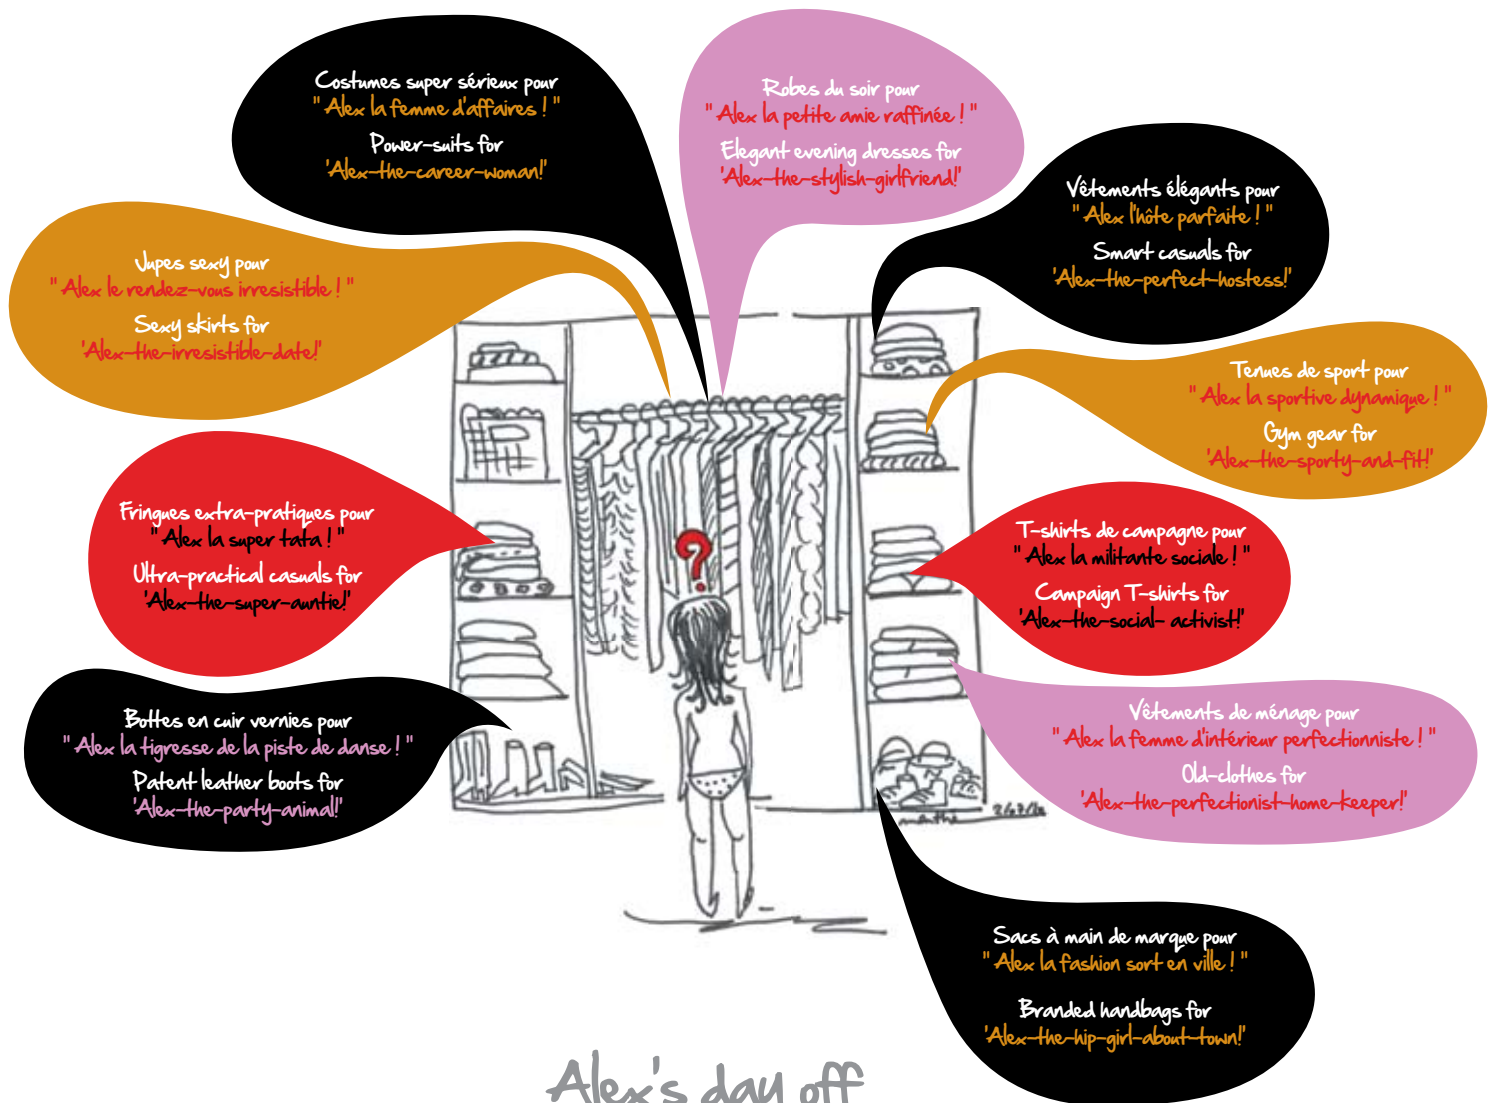 Costumes super sérieux pour
" Alex la femme d'affaires ! "
Power-suits for
'Alex-the-career-woman!'
Robes du soir pour
" Alex la petite amie raffinée ! "
Elegant evening dresses for
'Alex-the-stylish-girlfriend!'
Vêtements élégants pour
" Alex l'hôte parfaite ! "
Smart casuals for
'Alex-the-perfect-hostess!'
Jupes sexy pour
" Alex le rendez-vous irresistible ! "
Sexy skirts for
'Alex-the-irresistible-date!'
Tenues de sport pour
" Alex la sportive dynamique ! "
Gym gear for
'Alex-the-sporty-and-fit!'
Fringues extra-pratiques pour
" Alex la super tata ! "
Ultra-practical casuals for
'Alex-the-super-auntie!'
?
T-shirts de campagne pour
" Alex la militante sociale ! "
Campaign T-shirts for
'Alex-the-social- activist!'
Bottes en cuir vernies pour
" Alex la tigresse de la piste de danse ! "
Patent leather boots for
'Alex-the-party-animal!'
Vêtements de ménage pour
" Alex la femme d'intérieur perfectionniste ! "
Old-clothes for
'Alex-the-perfectionist-home-keeper!'
Sacs à main de marque pour
" Alex la fashion sort en ville ! "
Branded handbags for
'Alex-the-hip-girl-about-town!'
Alex's day off